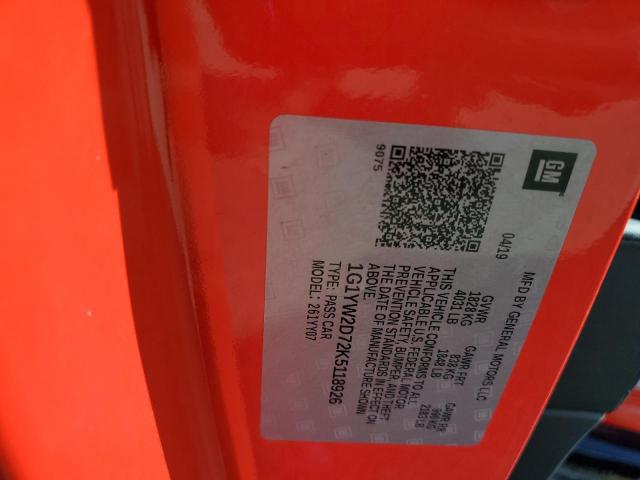 GM
MFD BY GENERAL MOTORS LLC
04/19
GVWR GAWR FRT GAWR RR
1828 KG 838 KG 990 KG
4031 LB 1848 LB 2183 LB
THIS VEHICLE CONFORMS TO ALL
APPLICABLE U.S. FEDERAL MOTOR
VEHICLE SAFETY, BUMPER, AND THEFT
PREVENTION STANDARDS IN EFFECT ON
THE DATE OF MANUFACTURE SHOWN
ABOVE.
1G1YW2D72K5118926
TYPE: PASS CAR
MODEL: 261YY07
9075